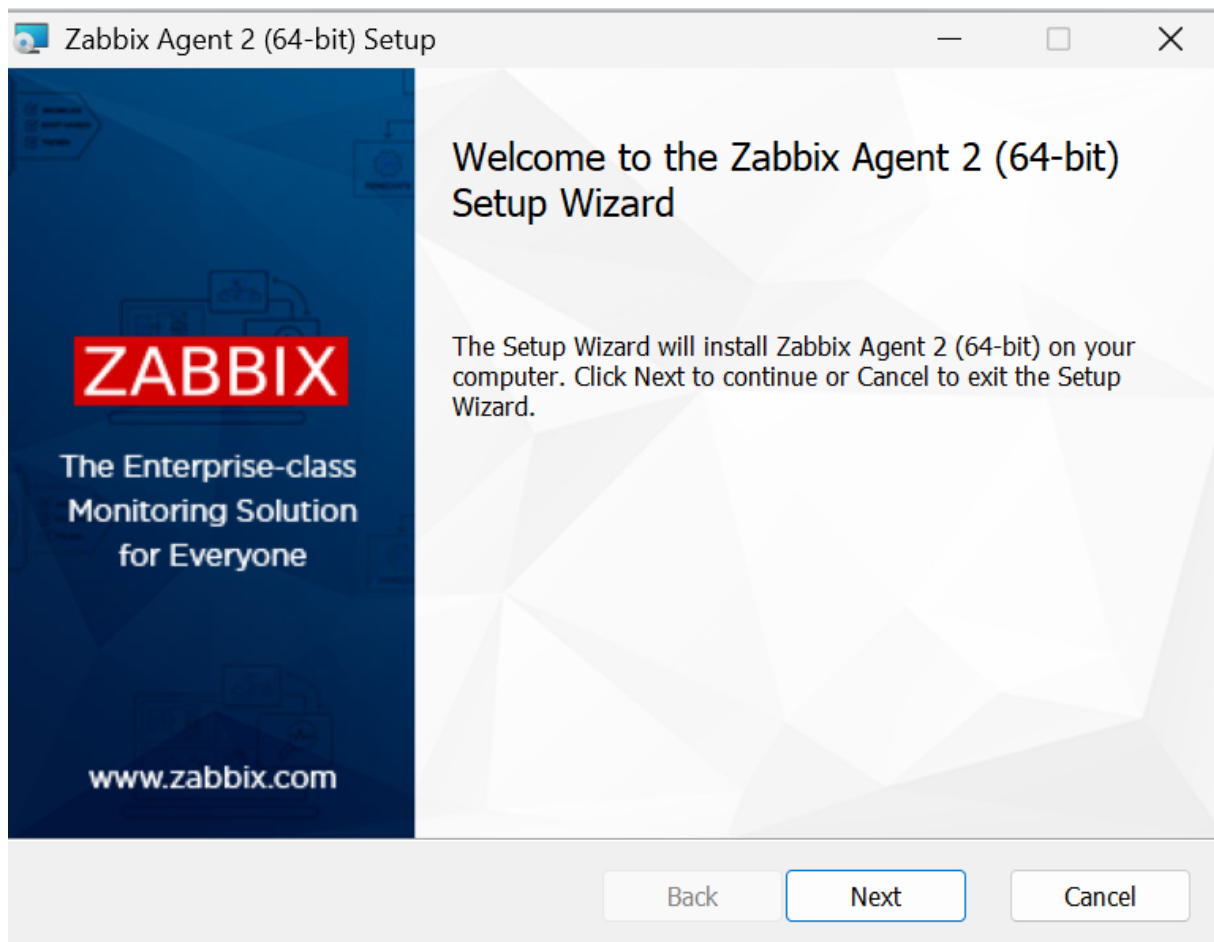 Zabbix Agent 2 (64-bit) Setup
ZABBIX
The Enterprise-class
Monitoring Solution
for Everyone
www.zabbix.com
Welcome to the Zabbix Agent 2 (64-bit)
Setup Wizard
The Setup Wizard will install Zabbix Agent 2 (64-bit) on your
computer. Click Next to continue or Cancel to exit the Setup
Wizard.
Back
Next
Cancel